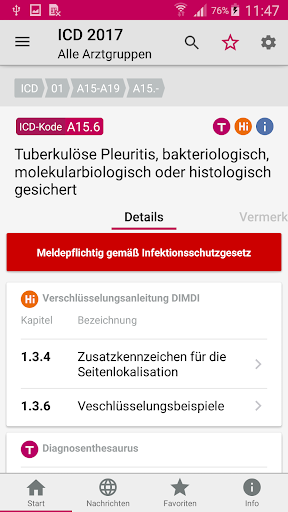 11:47
ICD 2017
Alle Arztgruppen
ICD 01 A15-A19 A15.-
ICD-Kode A15.6
T Hi i
Tuberkulöse Pleuritis, bakteriologisch,
molekularbiologisch oder histologisch
gesichert
Details Vermerk
Meldepflichtig gemäß Infektionsschutzgesetz
Hi Verschlüsselungsanleitung DIMDI
Kapitel Bezeichnung
1.3.4 Zusatzkennzeichen für die
Seitenlokalisation
1.3.6 Veschlüsselungsbeispiele
T Diagnosenthesaurus
Start Nachrichten Favoriten Info